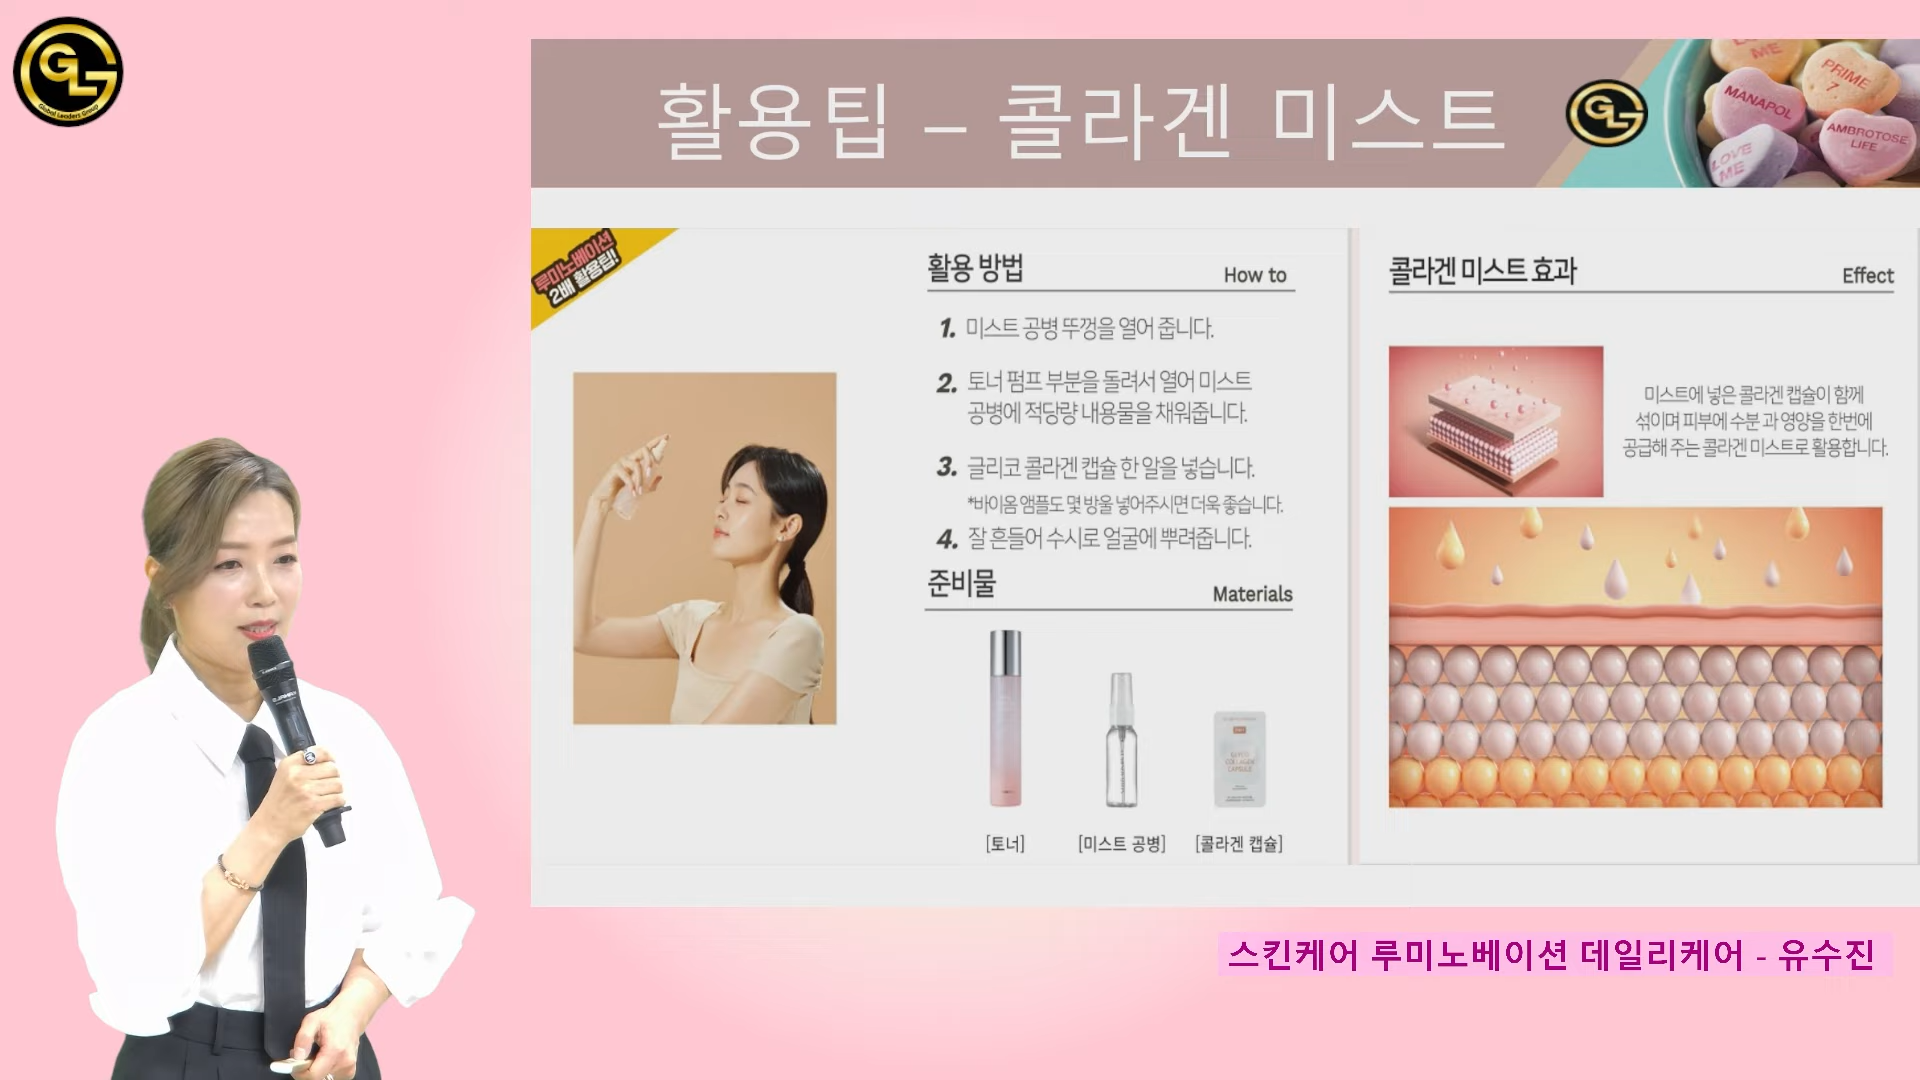 GL
Global Leaders Group
활용팁 – 콜라겐 미스트
GL
LOVE ME
PRIME 7
MANAPOL
AMBROTOSE LIFE
LOVE ME
루미노베이션
2배 활용팁!
활용 방법 How to
1. 미스트 공병 뚜껑을 열어 줍니다.
2. 토너 펌프 부분을 돌려서 열어 미스트
공병에 적당량 내용물을 채워줍니다.
3. 글리코 콜라겐 캡슐 한 알을 넣습니다.
*바이옴 앰플도 몇 방울 넣어주시면 더욱 좋습니다.
4. 잘 흔들어 수시로 얼굴에 뿌려줍니다.
준비물 Materials
GLYCO
COLLAGEN
CAPSULE
[토너] [미스트 공병] [콜라겐 캡슐]
콜라겐 미스트 효과 Effect
미스트에 넣은 콜라겐 캡슐이 함께
섞이며 피부에 수분 과 영양을 한번에
공급해 주는 콜라겐 미스트로 활용합니다.
스킨케어 루미노베이션 데일리케어 - 유수진